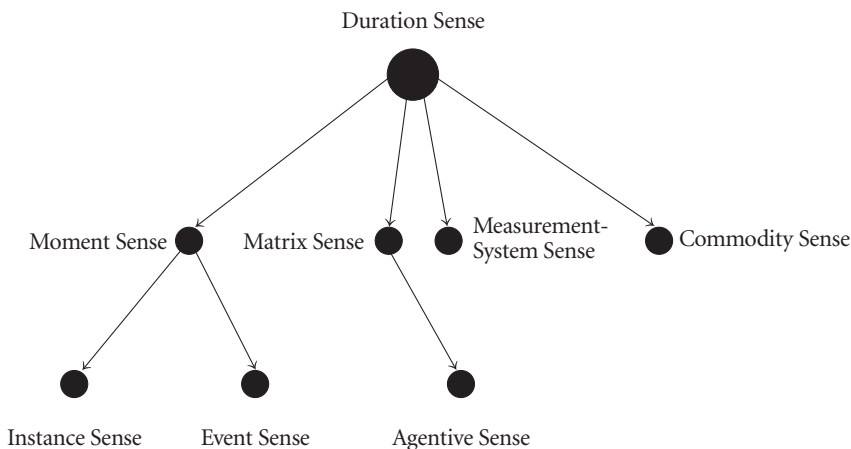 Duration Sense
Moment Sense
Matrix Sense
Measurement-
System Sense
Commodity Sense
Instance Sense
Event Sense
Agentive Sense